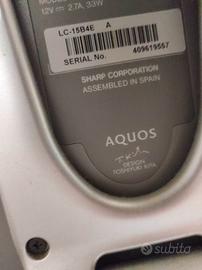 LC-15B4E A
12V ⎓ 2.7A, 33W
SERIAL No. 409619557
SHARP CORPORATION
ASSEMBLED IN SPAIN
AQUOS
DESIGN
TOSHIYUKI KITA
subito